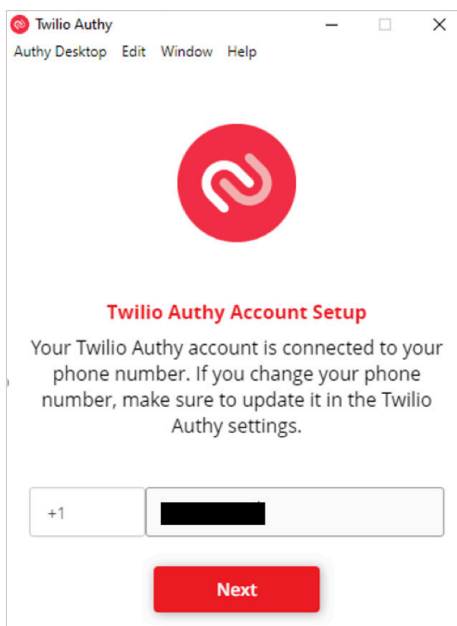 Twilio Authy
Authy Desktop Edit Window Help
Twilio Authy Account Setup
Your Twilio Authy account is connected to your
phone number. If you change your phone
number, make sure to update it in the Twilio
Authy settings.
+1
Next